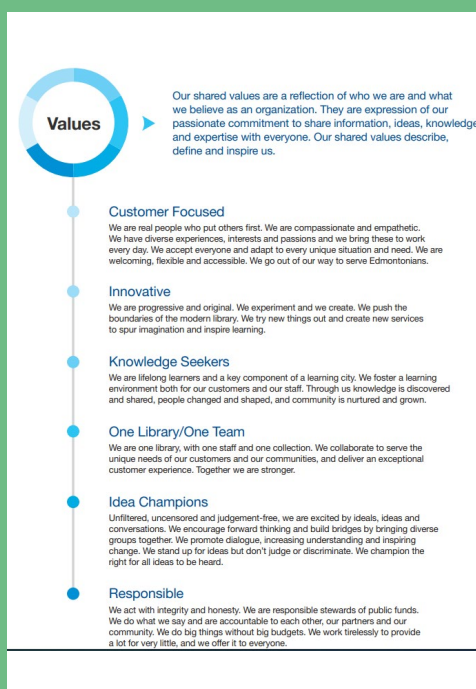 Values
Our shared values are a reflection of who we are and what
we believe as an organization. They are expression of our
passionate commitment to share information, ideas, knowledge
and expertise with everyone. Our shared values describe,
define and inspire us.
Customer Focused
We are real people who put others first. We are compassionate and empathetic.
We have diverse experiences, interests and passions and we bring these to work
every day. We accept everyone and adapt to every unique situation and need. We are
welcoming, flexible and accessible. We go out of our way to serve Edmontonians.
Innovative
We are progressive and original. We experiment and we create. We push the
boundaries of the modern library. We try new things out and create new services
to spur imagination and inspire learning.
Knowledge Seekers
We are lifelong learners and a key component of a learning city. We foster a learning
environment both for our customers and our staff. Through us knowledge is discovered
and shared, people changed and shaped, and community is nurtured and grown.
One Library/One Team
We are one library, with one staff and one collection. We collaborate to serve the
unique needs of our customers and our communities, and deliver an exceptional
customer experience. Together we are stronger.
Idea Champions
Unfiltered, uncensored and judgement-free, we are excited by ideals, ideas and
conversations. We encourage forward thinking and build bridges by bringing diverse
groups together. We promote dialogue, increasing understanding and inspiring
change. We stand up for ideas but don't judge or discriminate. We champion the
right for all ideas to be heard.
Responsible
We act with integrity and honesty. We are responsible stewards of public funds.
We do what we say and are accountable to each other, our partners and our
community. We do big things without big budgets. We work tirelessly to provide
a lot for very little, and we offer it to everyone.